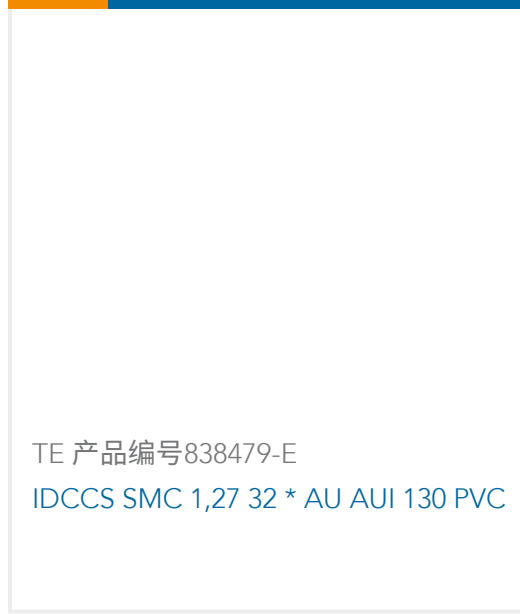 TE 产品编号838479-E
IDCCS SMC 1,27 32 * AU AUI 130 PVC